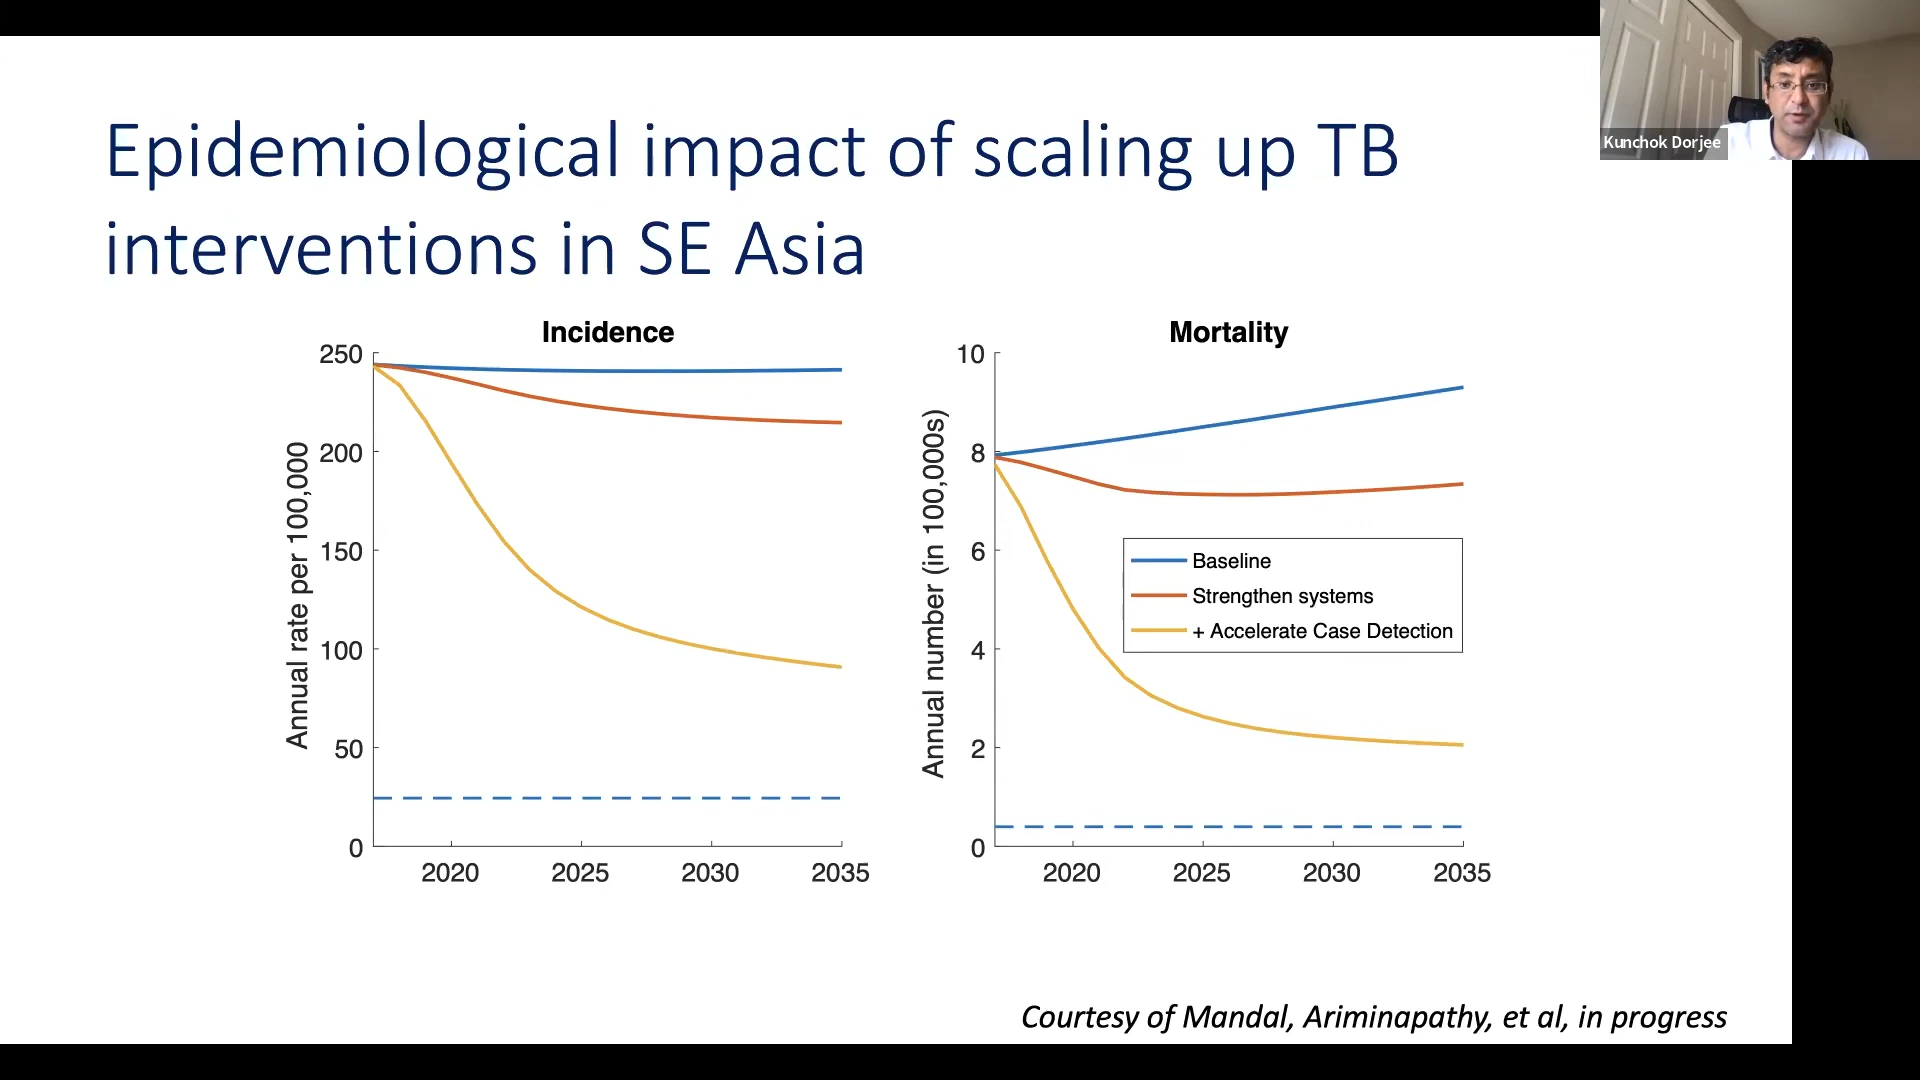 Kunchok Dorjee
Epidemiological impact of scaling up TB
interventions in SE Asia
Incidence
250
200
150
100
50
0
Annual rate per 100,000
2020
2025
2030
2035
Mortality
10
8
6
4
2
0
Annual number (in 100,000s)
Baseline
Strengthen systems
+ Accelerate Case Detection
2020
2025
2030
2035
Courtesy of Mandal, Ariminapathy, et al, in progress